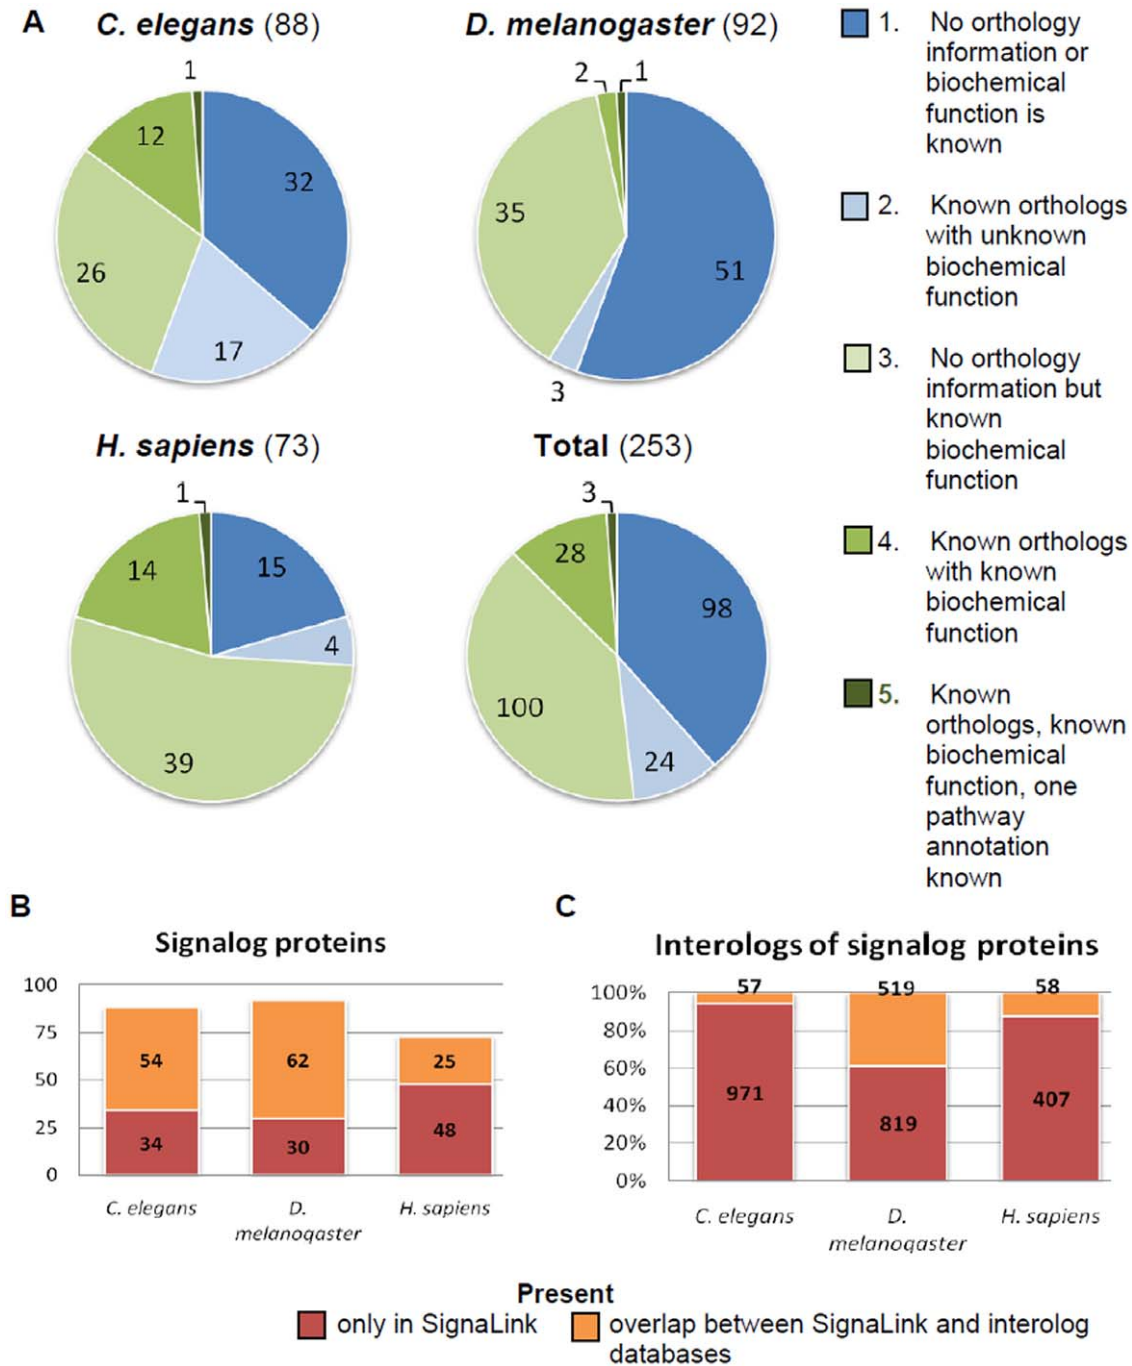 A
C. elegans (88)
D. melanogaster (92)
1
12
32
26
17
2
1
35
51
3
H. sapiens (73)
Total (253)
1
14
15
4
39
3
28
98
100
24
1. No orthology
information or
biochemical
function is
known
2. Known orthologs
with unknown
biochemical
function
3. No orthology
information but
known
biochemical
function
4. Known orthologs
with known
biochemical
function
5. Known
orthologs, known
biochemical
function, one
pathway
annotation
known
B
Signalog proteins
100
75
50
25
0
54
34
62
30
25
48
C. elegans
D.
melanogaster
H. sapiens
C
Interologs of signalog proteins
100%
80%
60%
40%
20%
0%
57
971
519
819
58
407
C. elegans
D.
melanogaster
H. sapiens
Present
only in SignaLink
overlap between SignaLink and interolog
databases